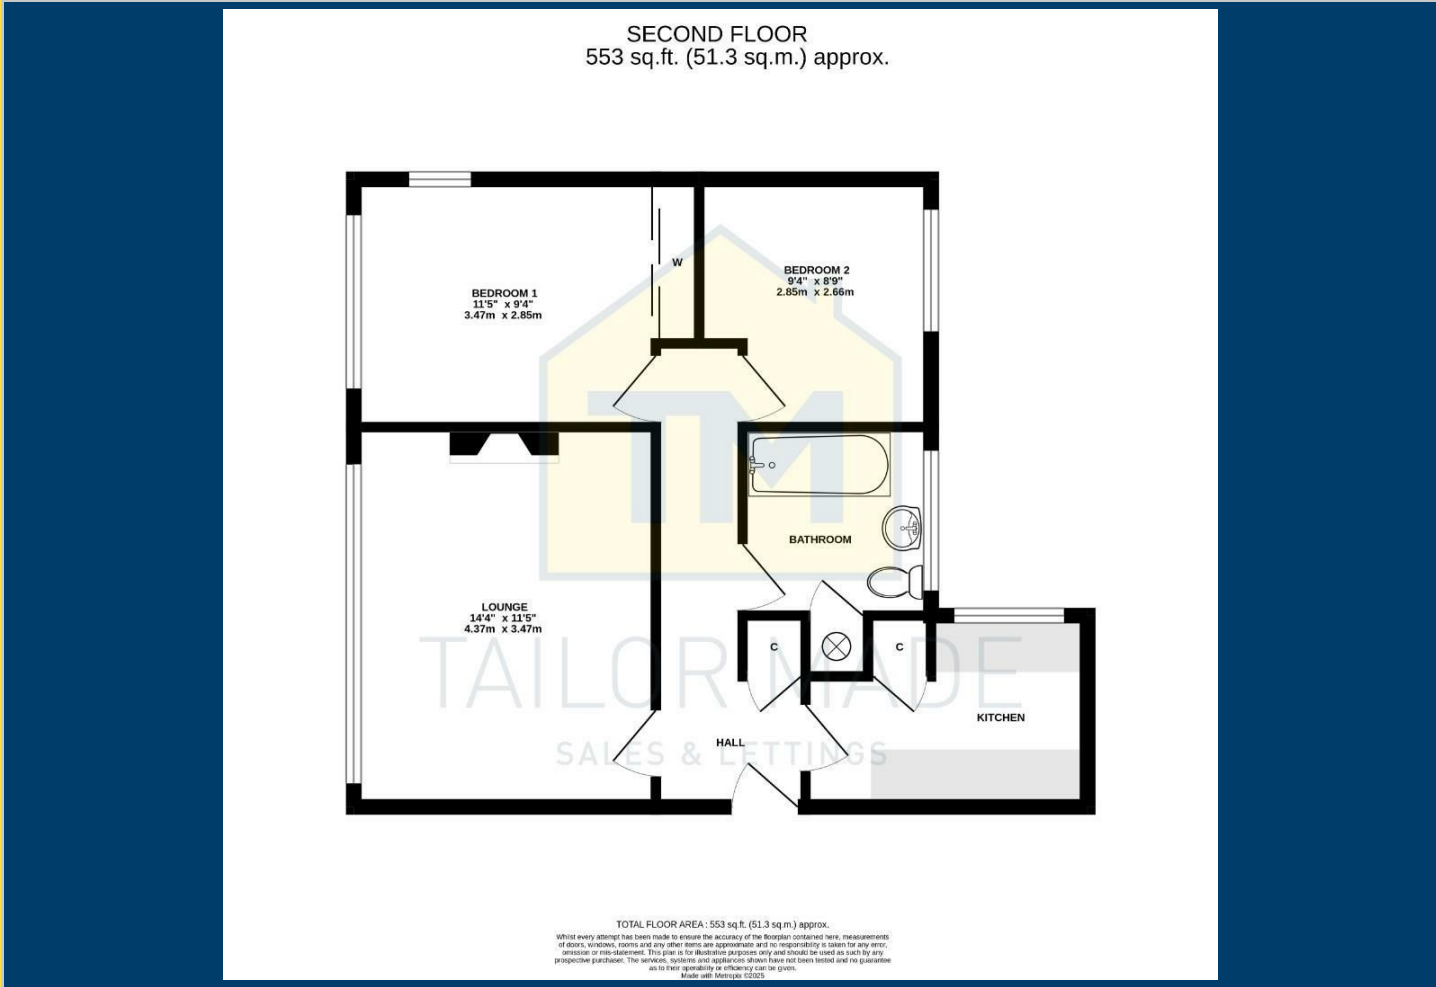 SECOND FLOOR
553 sq.ft. (51.3 sq.m.) approx.
W
BEDROOM 2
9'4" x 8'9"
2.85m x 2.66m
BEDROOM 1
11'5" x 9'4"
3.47m x 2.85m
TM
BATHROOM
LOUNGE
14'4" x 11'5"
4.37m x 3.47m
C
C
TAILOR MADE
KITCHEN
HALL
SALES & LETTINGS
TOTAL FLOOR AREA : 553 sq.ft. (51.3 sq.m.) approx.
Whilst every attempt has been made to ensure the accuracy of the floorplan contained here, measurements
of doors, windows, rooms and any other items are approximate and no responsibility is taken for any error,
omission or mis-statement. This plan is for illustrative purposes only and should be used as such by any
prospective purchaser. The services, systems and appliances shown have not been tested and no guarantee
as to their operability or efficiency can be given.
Made with Metropix ©2025